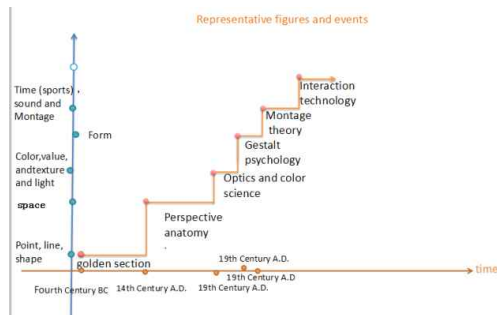 Representative figures and events
Time (sports) ,
sound and
Montage
Form
Color,value,
andtexture
and light
space
Point, line,
shape
Interaction
technology
Montage
theory
Gestalt
psychology
Optics and color
science
Perspective
anatomy
.
golden section
time
Fourth Century BC
14th Century A.D.
19th Century A.D.
19th Century A.D.
19th Century A.D